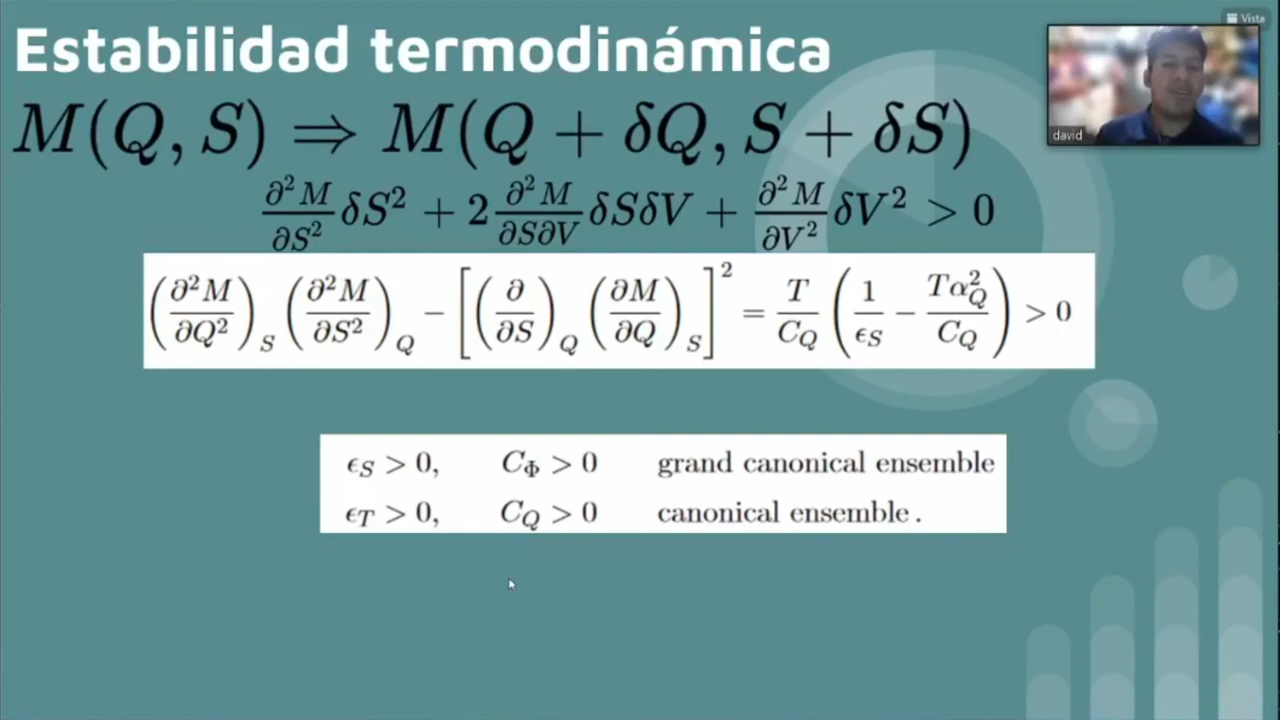 Estabilidad termodinámica
Vista
david
M(Q, S) ⇒ M(Q + δQ, S + δS)
∂²M/∂S² δS² + 2 ∂²M/∂S∂V δSδV + ∂²M/∂V² δV² > 0
(∂²M/∂Q²)_S (∂²M/∂S²)_Q − [(∂/∂S)_Q (∂M/∂Q)_S]² = T/C_Q (1/ϵ_S − Tα_Q²/C_Q) > 0
ϵ_S > 0, C_Φ > 0 grand canonical ensemble
ϵ_T > 0, C_Q > 0 canonical ensemble .